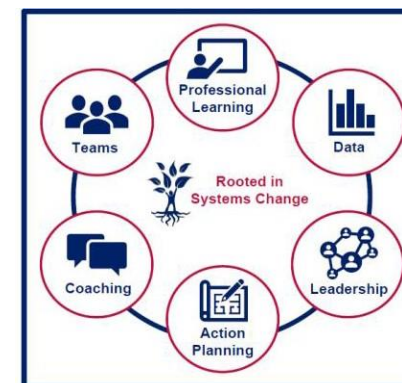 Professional
Learning
Teams
Data
Rooted in
Systems Change
Coaching
Leadership
Action
Planning